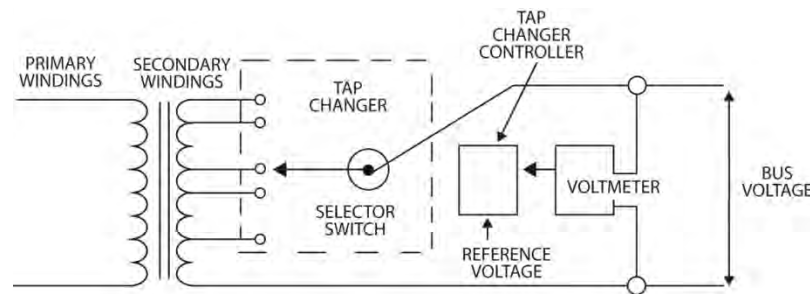 PRIMARY
WINDINGS
SECONDARY
WINDINGS
TAP
CHANGER
SELECTOR
SWITCH
TAP
CHANGER
CONTROLLER
REFERENCE
VOLTAGE
VOLTMETER
BUS
VOLTAGE